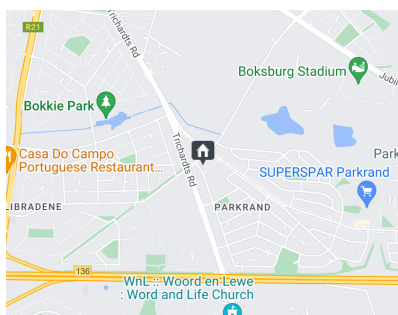 R21
Trichardts Rd
Boksburg Stadium
Jubi
Bokkie Park
Trichardts Rd
Casa Do Campo
Portuguese Restaurant...
Park
SUPERSPAR Parkrand
LIBRADENE
PARKRAND
136
WnL :: Woord en Lewe
: Word and Life Church